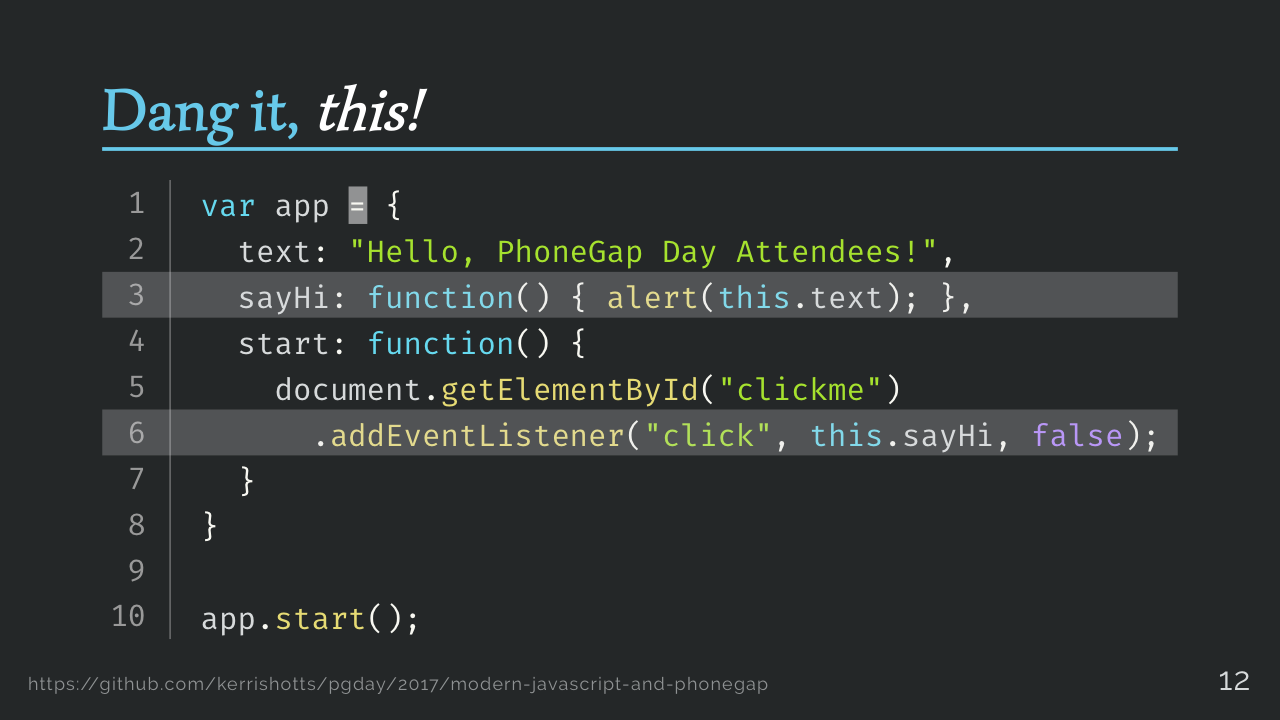 Dang it, this!
1 var app = {
2   text: "Hello, PhoneGap Day Attendees!",
3   sayHi: function() { alert(this.text); },
4   start: function() {
5     document.getElementById("clickme")
6       .addEventListener("click", this.sayHi, false);
7   }
8 }
9
10 app.start();
https://github.com/kerrishotts/pgday/2017/modern-javascript-and-phonegap
12